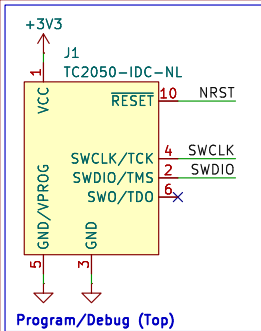 +3V3
J1
TC2050-IDC-NL
1
VCC
RESET
10
NRST
SWCLK/TCK
4
SWCLK
SWDIO/TMS
2
SWDIO
SWO/TDO
6
GND/VPROG
GND
5
3
Program/Debug (Top)